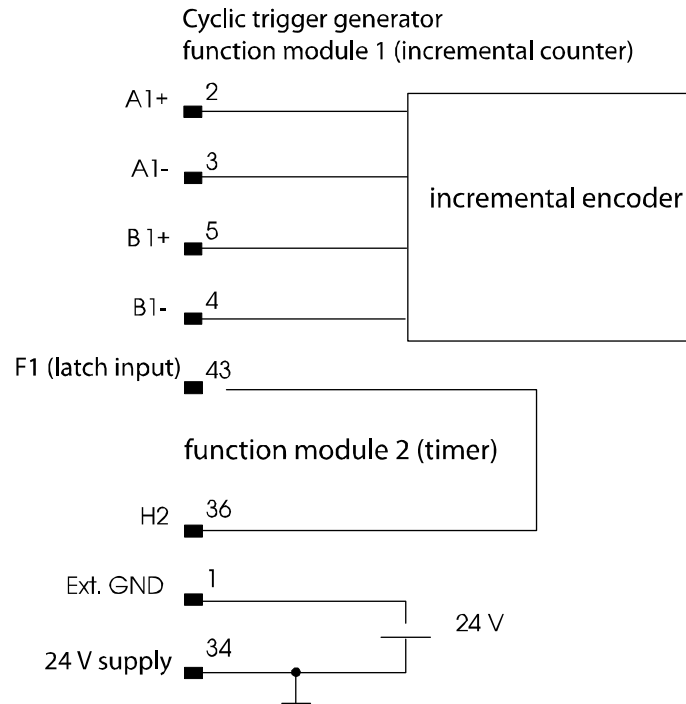 Cyclic trigger generator
function module 1 (incremental counter)
A1+ 2
A1- 3
incremental encoder
B1+ 5
B1- 4
F1 (latch input) 43
function module 2 (timer)
H2 36
Ext. GND 1
24 V
24 V supply 34